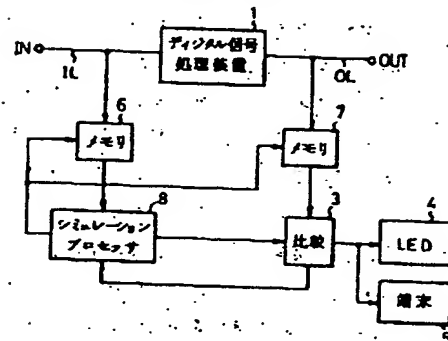 1
IN
ディジタル信号
処理装置
OUT
IL
OL
6
7
メモリ
メモリ
8
3
4
シミュレーション
プロセッサ
比較
LED
端末
5